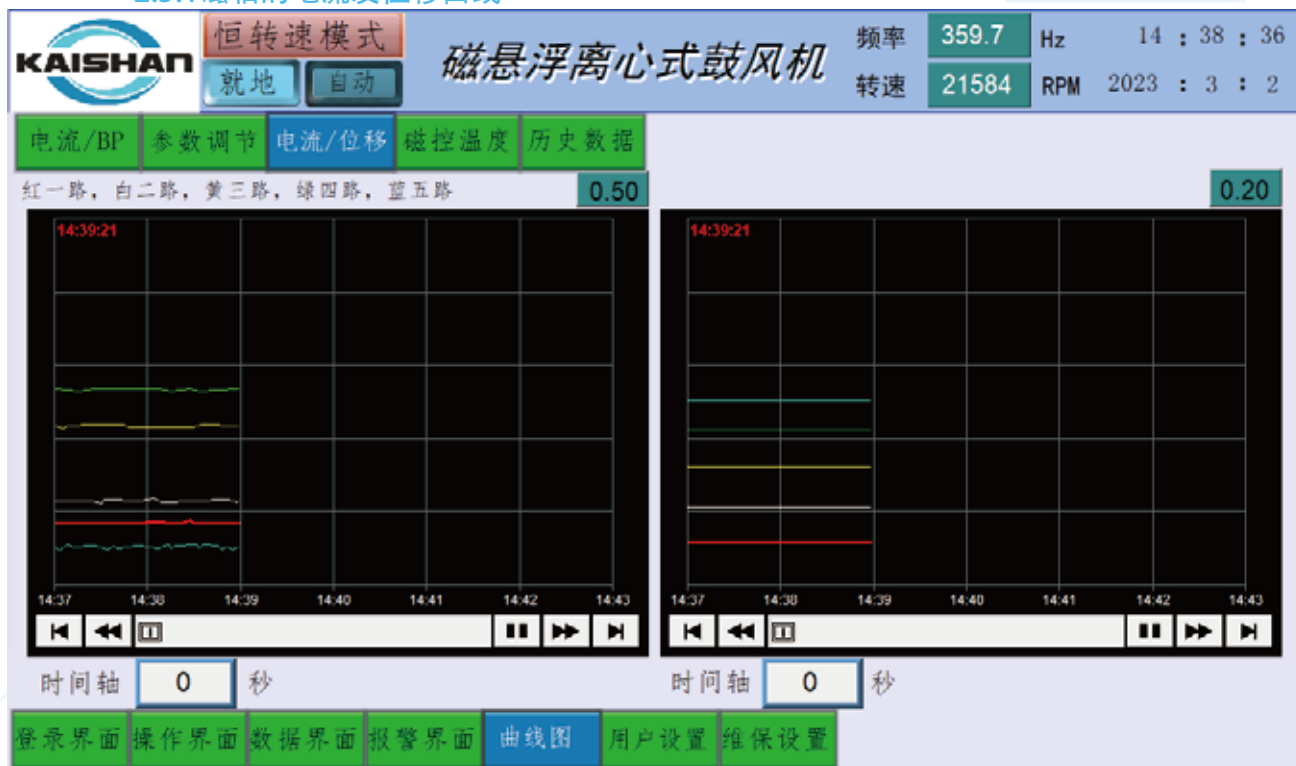 KAISHAN
恒转速模式
就地 自动
磁悬浮离心式鼓风机
频率 359.7 Hz 14 : 38 : 36
转速 21584 RPM 2023 : 3 : 2
电流/BP 参数调节 电流/位移 磁控温度 历史数据
红一路，白二路，黄三路，绿四路，蓝五路 0.50 0.20
14:39:21 14:39:21
14:37 14:38 14:39 14:40 14:41 14:42 14:43 14:37 14:38 14:39 14:40 14:41 14:42 14:43
时间轴 0 秒 时间轴 0 秒
登录界面 操作界面 数据界面 报警界面 曲线图 用户设置 维保设置